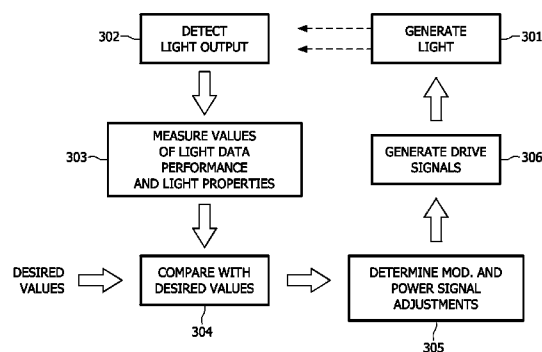 302
DETECT
LIGHT OUTPUT
GENERATE
LIGHT
301
303
MEASURE VALUES
OF LIGHT DATA
PERFORMANCE
AND LIGHT PROPERTIES
GENERATE DRIVE
SIGNALS
306
DESIRED
VALUES
COMPARE WITH
DESIRED VALUES
304
DETERMINE MOD. AND
POWER SIGNAL
ADJUSTMENTS
305